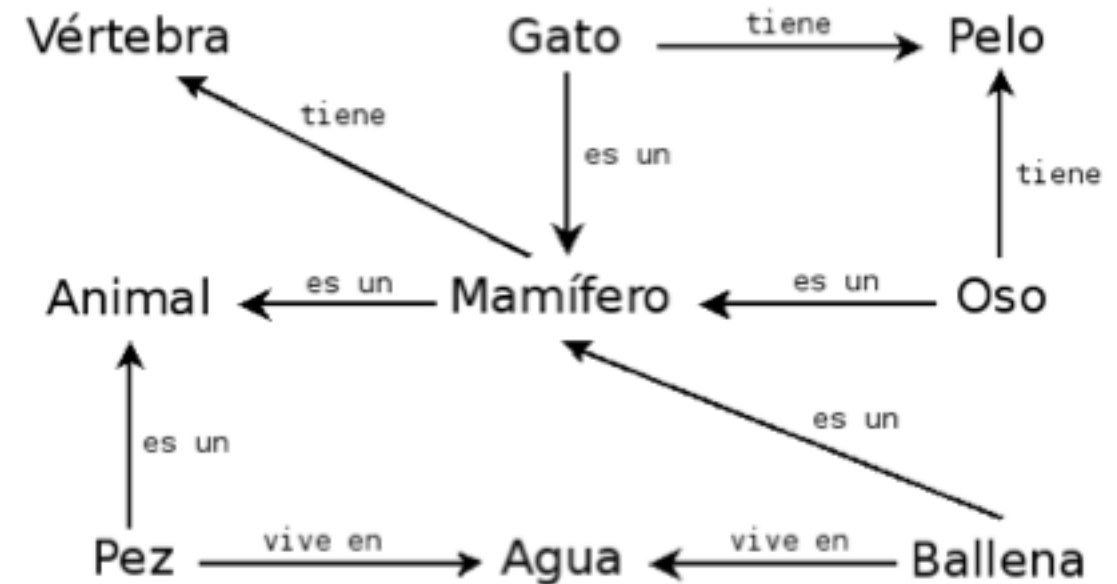 Vértebra Gato tiene Pelo
tiene
es un
tiene
Animal es un Mamífero es un Oso
es un
es un
Pez vive en Agua vive en Ballena